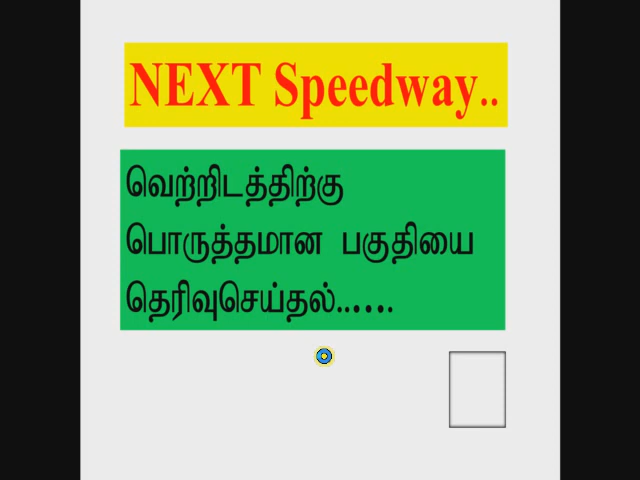 NEXT Speedway..
வெற்றிடத்திற்கு
பொருத்தமான பகுதியை
தெரிவுசெய்தல்......